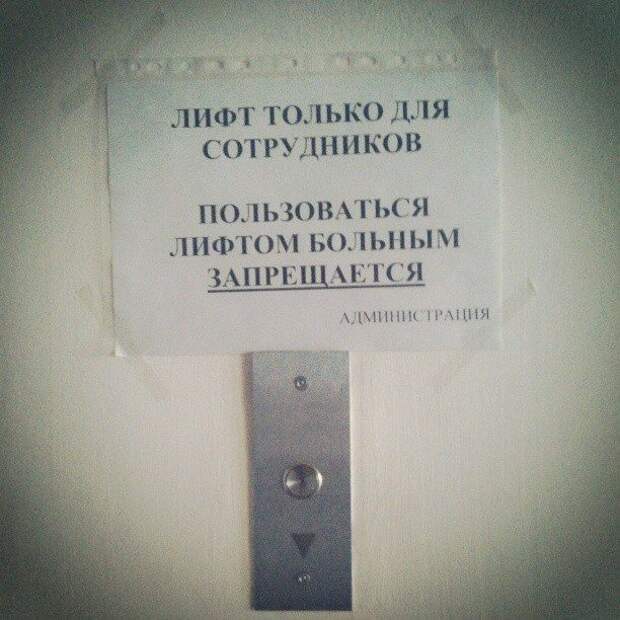 ЛИФТ ТОЛЬКО ДЛЯ
СОТРУДНИКОВ
ПОЛЬЗОВАТЬСЯ
ЛИФТОМ БОЛЬНЫМ
ЗАПРЕЩАЕТСЯ
АДМИНИСТРАЦИЯ